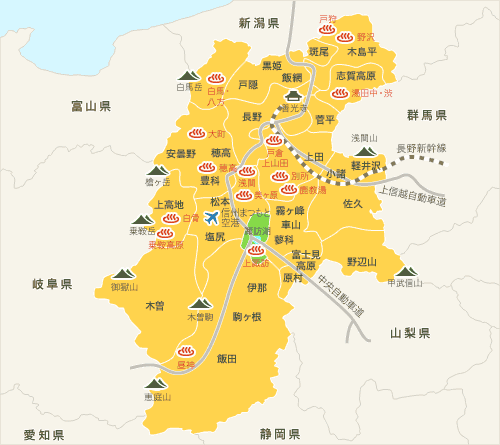 新潟県
戸狩
野沢
斑尾
木島平
黒姫
飯綱
志賀高原
白馬岳
白馬・
八方
戸隠
湯田中・渋
善光寺
富山県
群馬県
長野
菅平
大町
戸倉
上山田
浅間山
長野新幹線
安曇野
穂高
上田
軽井沢
穂高
別所
小諸
槍ヶ岳
豊科
浅間
鹿教湯
上信越自動車道
美ヶ原
上高地
松本
佐久
白骨
信州まつもと
空港
霧ヶ峰
乗鞍岳
車山
乗鞍高原
塩尻
諏訪湖
蓼科
上諏訪
富士見
高原
野辺山
御嶽山
原村
甲武信山
岐阜県
伊那
中央自動車道
木曽
木曽駒
駒ヶ根
山梨県
昼神
飯田
恵庭山
愛知県
静岡県